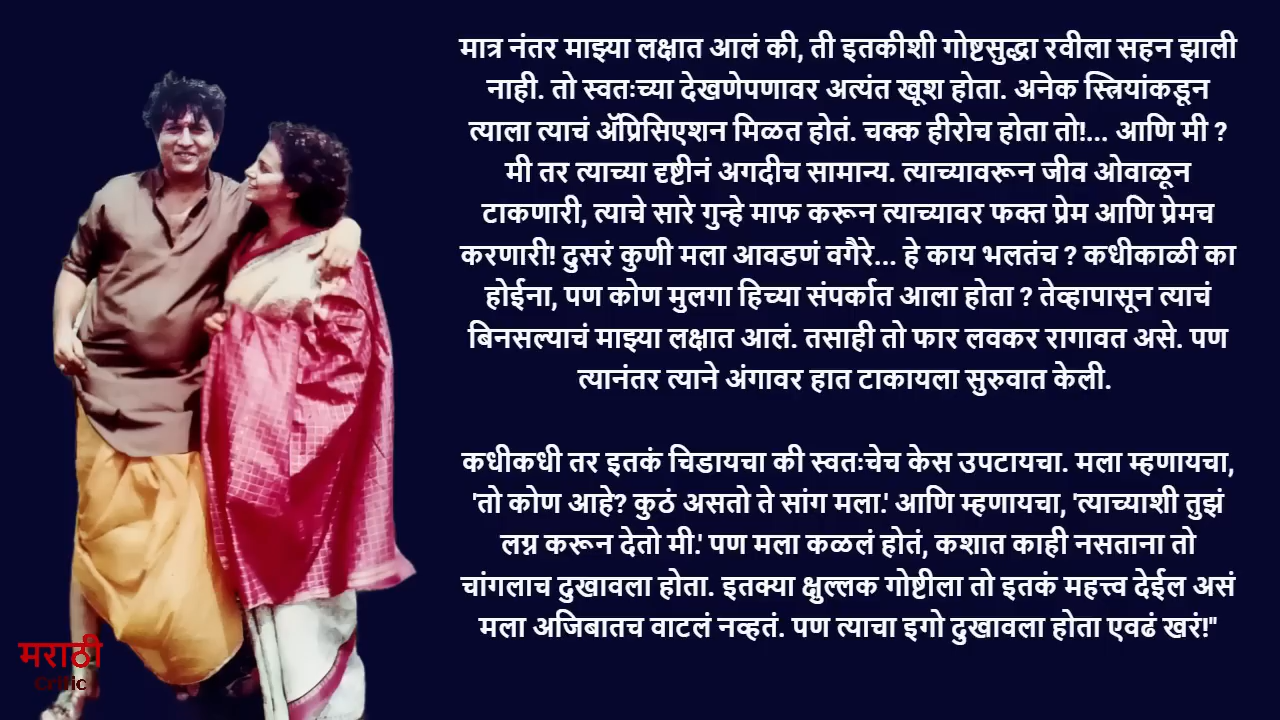 मात्र नंतर माझ्या लक्षात आलं की, ती इतकीशी गोष्टसुद्धा रवीला सहन झाली
नाही. तो स्वतःच्या देखणेपणावर अत्यंत खूश होता. अनेक स्त्रियांकडून
त्याला त्याचं ॲप्रिसिएशन मिळत होतं. चक्क हीरोच होता तो!... आणि मी ?
मी तर त्याच्या दृष्टीनं अगदीच सामान्य. त्याच्यावरून जीव ओवाळून
टाकणारी, त्याचे सारे गुन्हे माफ करून त्याच्यावर फक्त प्रेम आणि प्रेमच
करणारी! दुसरं कुणी मला आवडणं वगैरे... हे काय भलतंच ? कधीकाळी का
होईना, पण कोण मुलगा हिच्या संपर्कात आला होता ? तेव्हापासून त्याचं
बिनसल्याचं माझ्या लक्षात आलं. तसाही तो फार लवकर रागावत असे. पण
त्यानंतर त्याने अंगावर हात टाकायला सुरुवात केली.
कधीकधी तर इतकं चिडायचा की स्वतःचेच केस उपटायचा. मला म्हणायचा,
'तो कोण आहे? कुठं असतो ते सांग मला.' आणि म्हणायचा, 'त्याच्याशी तुझं
लग्न करून देतो मी.' पण मला कळलं होतं, कशात काही नसताना तो
चांगलाच दुखावला होता. इतक्या क्षुल्लक गोष्टीला तो इतकं महत्त्व देईल असं
मला अजिबातच वाटलं नव्हतं. पण त्याचा इगो दुखावला होता एवढं खरं!"
मराठी
Critic